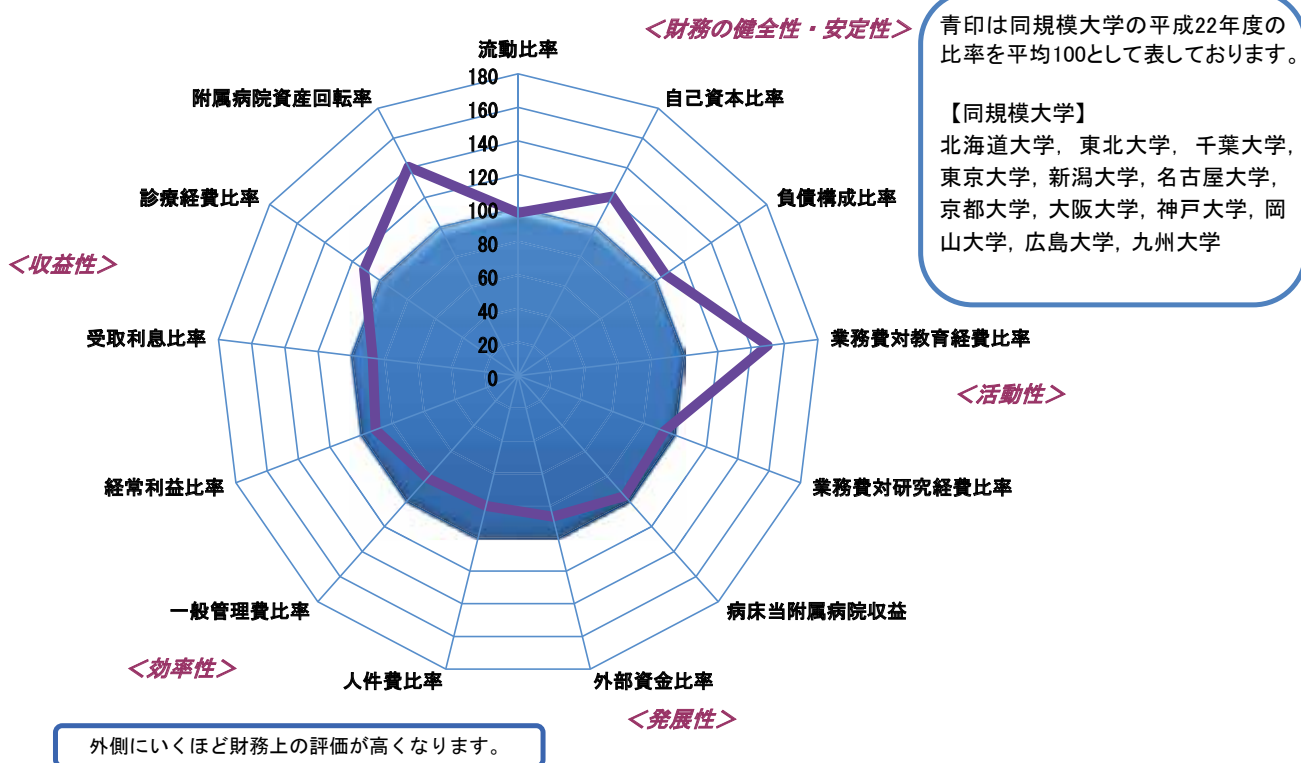 ＜財務の健全性・安定性＞
流動比率
自己資本比率
負債構成比率
業務費対教育経費比率
＜活動性＞
業務費対研究経費比率
病床当附属病院収益
外部資金比率
＜発展性＞
人件費比率
＜効率性＞
一般管理費比率
経常利益比率
受取利息比率
＜収益性＞
診療経費比率
附属病院資産回転率
180
160
140
120
100
80
60
40
20
0
青印は同規模大学の平成22年度の
比率を平均100として表しております。
【同規模大学】
北海道大学, 東北大学, 千葉大学,
東京大学, 新潟大学, 名古屋大学,
京都大学, 大阪大学, 神戸大学, 岡
山大学, 広島大学, 九州大学
外側にいくほど財務上の評価が高くなります。